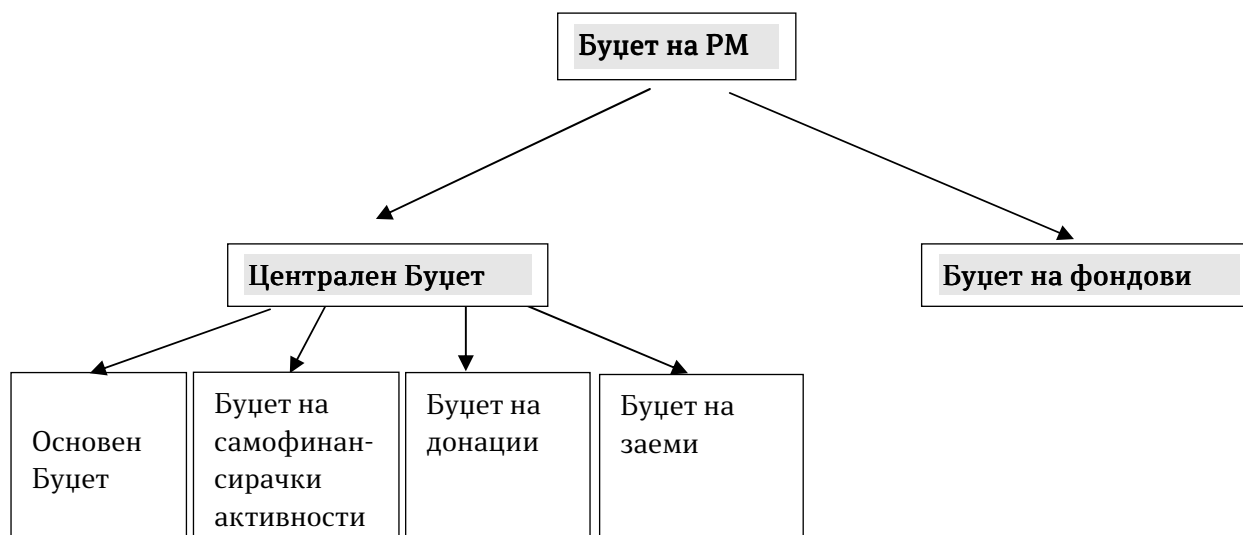 Буџет на РМ
Централен Буџет
Буџет на фондови
Основен
Буџет
Буџет на
самофинан-
сирачки
активности
Буџет на
донации
Буџет на
заеми